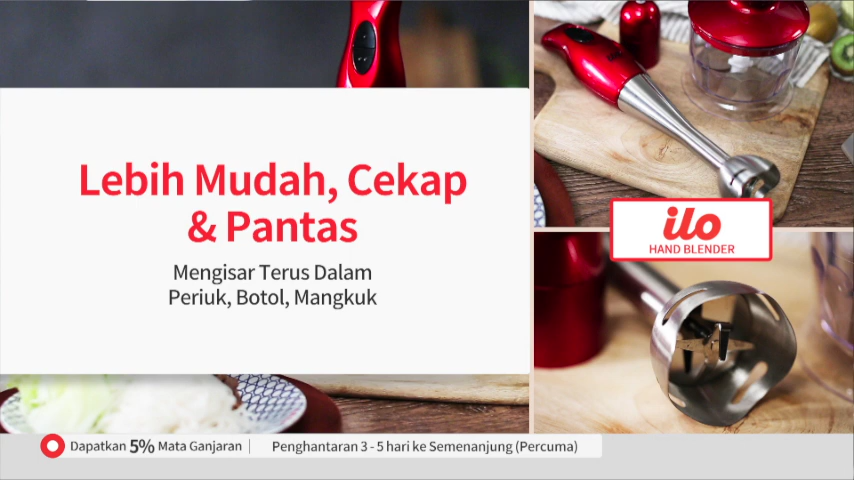 Lebih Mudah, Cekap
& Pantas
Mengisar Terus Dalam
Periuk, Botol, Mangkuk
ilo
HAND BLENDER
Dapatkan 5% Mata Ganjaran | Penghantaran 3 - 5 hari ke Semenanjung (Percuma)